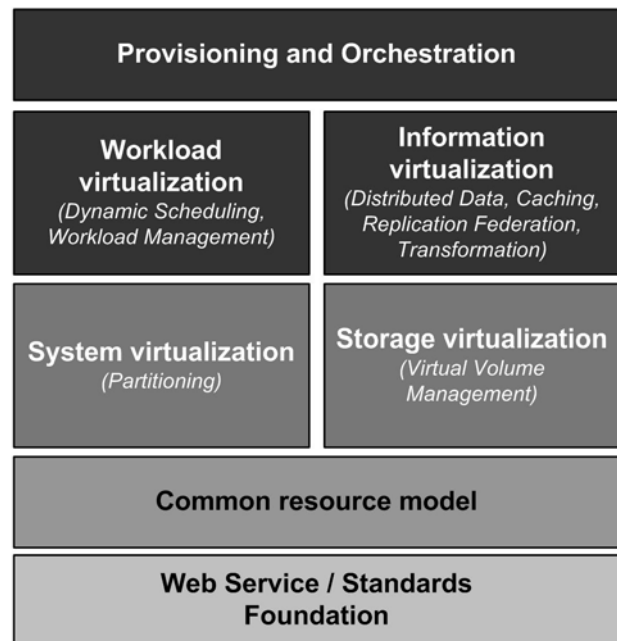 Provisioning and Orchestration
Workload
virtualization
(Dynamic Scheduling,
Workload Management)
Information
virtualization
(Distributed Data, Caching,
Replication Federation,
Transformation)
System virtualization
(Partitioning)
Storage virtualization
(Virtual Volume
Management)
Common resource model
Web Service / Standards
Foundation